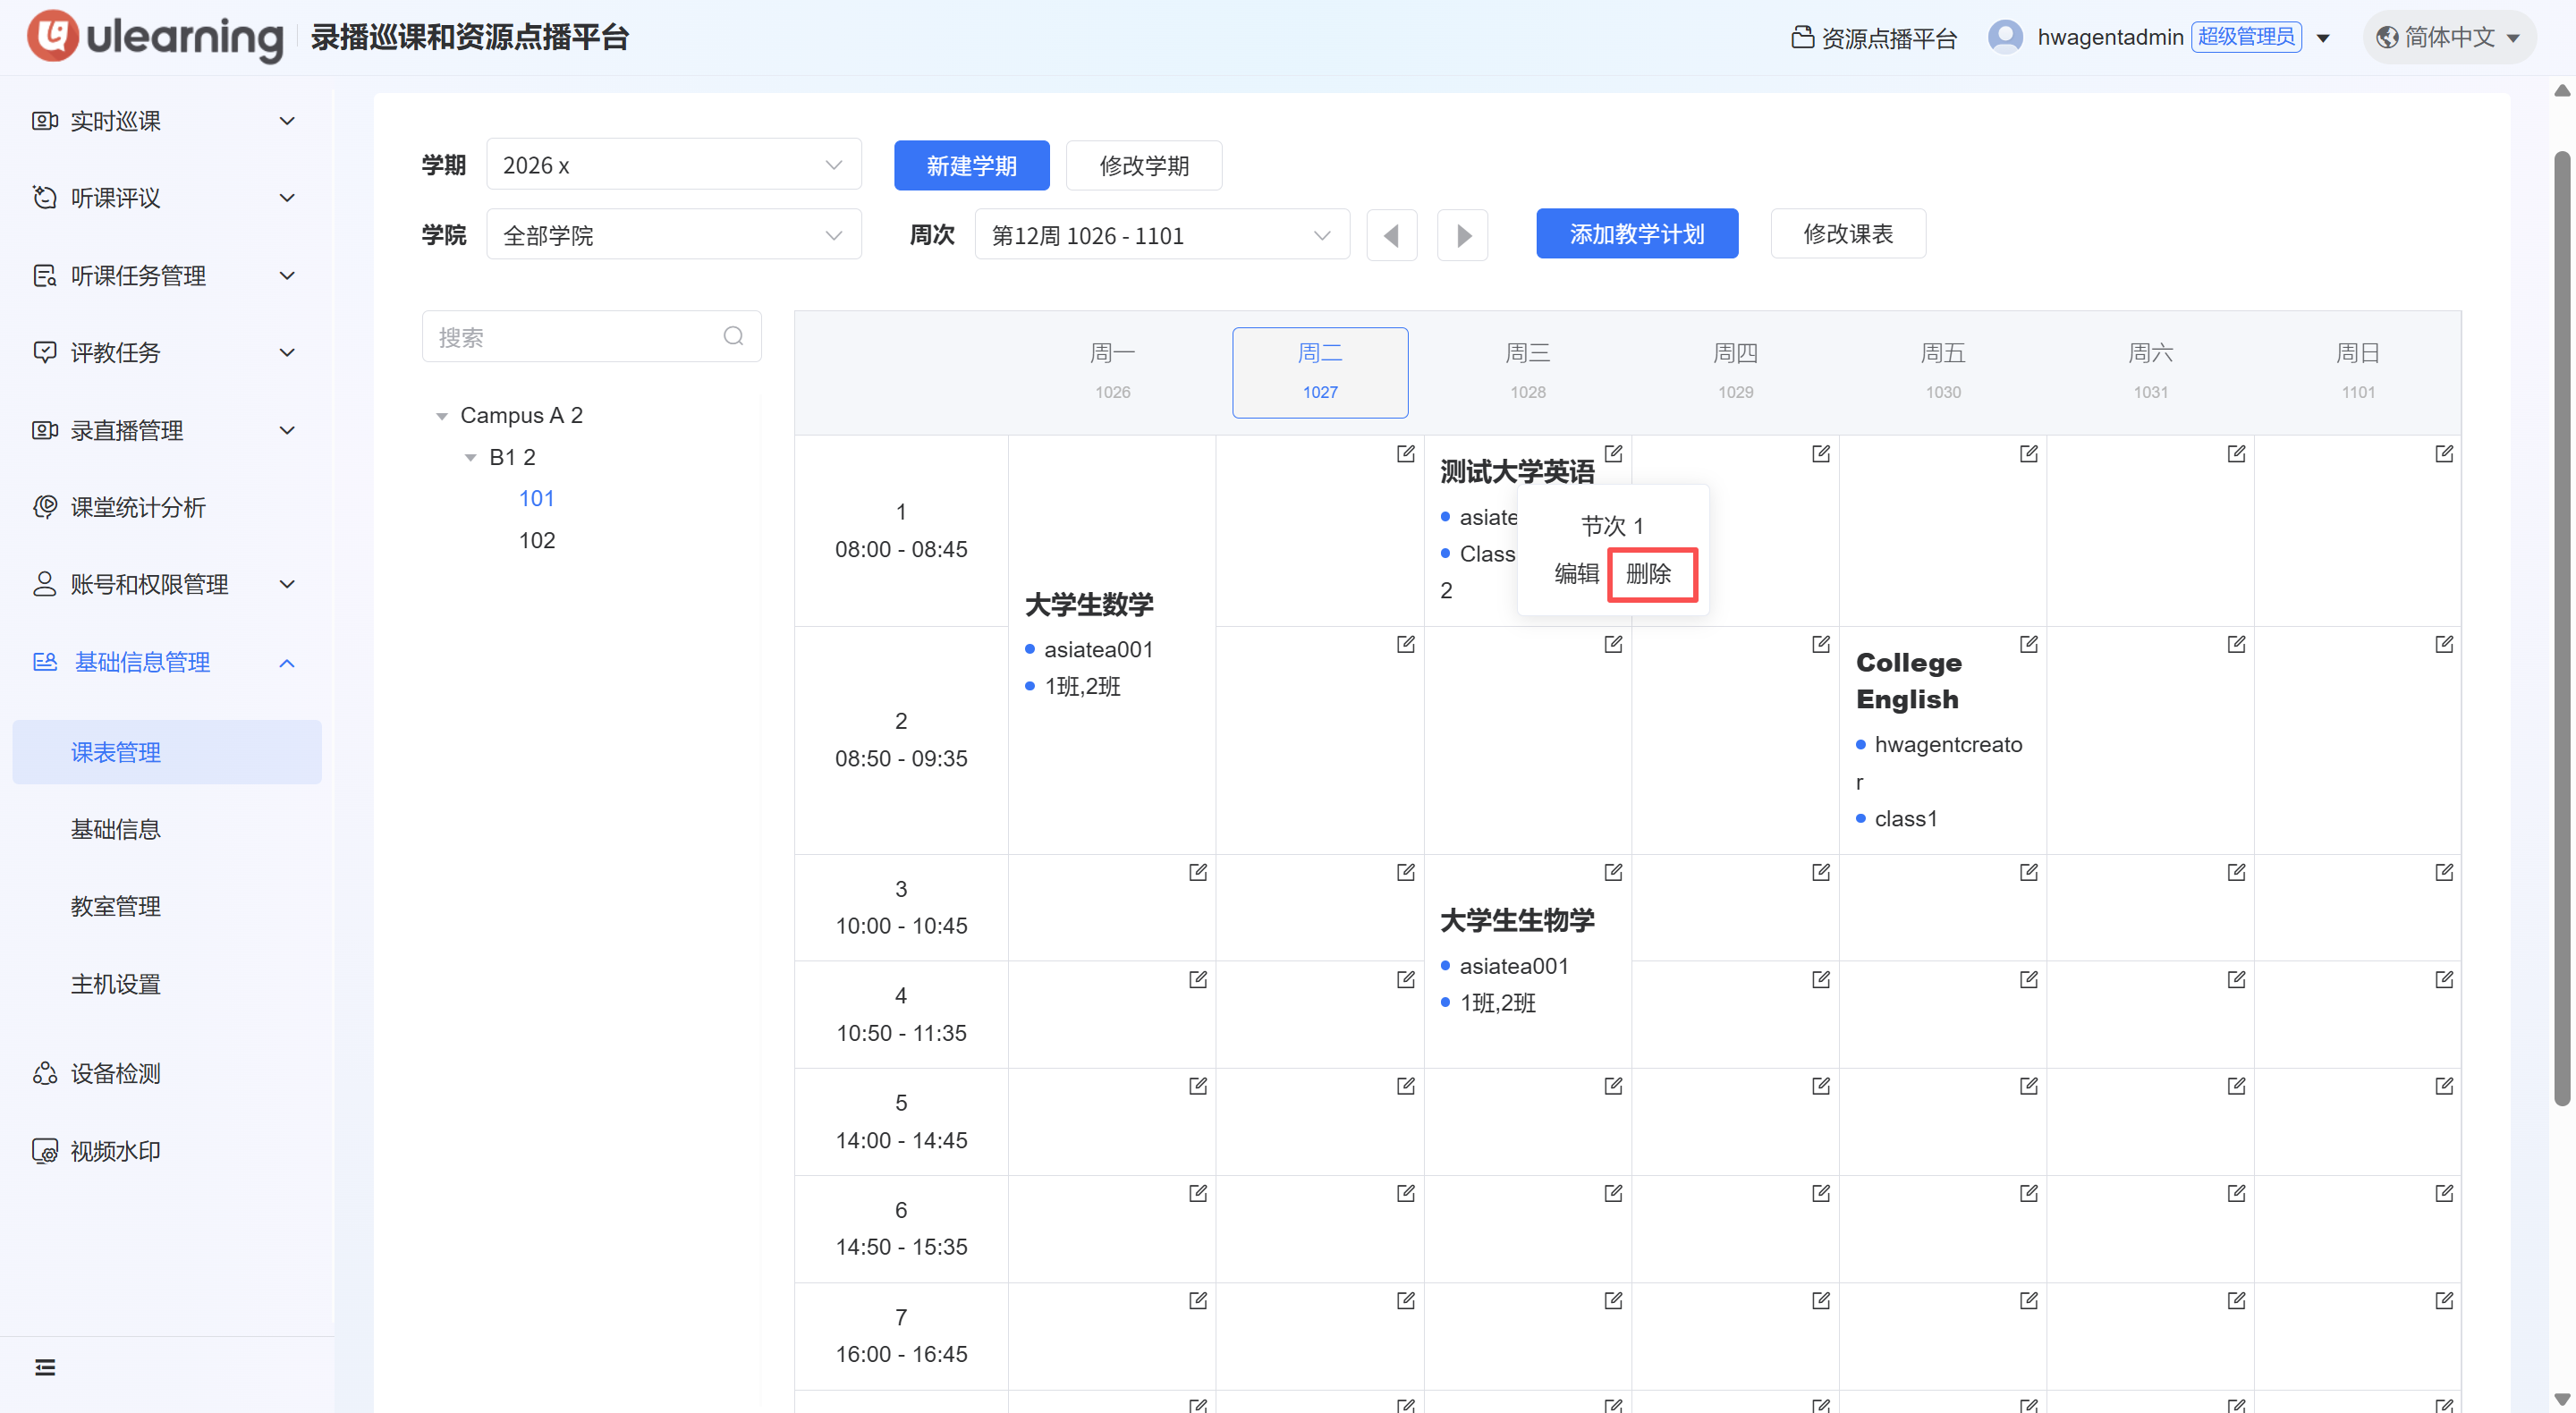 ulearning
录播巡课和资源点播平台
资源点播平台
hwagentadmin
超级管理员
简体中文
实时巡课
听课评议
听课任务管理
评教任务
录直播管理
课堂统计分析
账号和权限管理
基础信息管理
课表管理
基础信息
教室管理
主机设置
设备检测
视频水印
学期
2026 x
新建学期
修改学期
学院
全部学院
周次
第12周 1026 - 1101
添加教学计划
修改课表
搜索
Campus A 2
B1 2
101
102
周一
1026
周二
1027
周三
1028
周四
1029
周五
1030
周六
1031
周日
1101
1
08:00 - 08:45
大学生数学
asiatea001
1班,2班
测试大学英语
asiate
Class
2
节次 1
编辑
删除
2
08:50 - 09:35
College
English
hwagentcreato
r
class1
3
10:00 - 10:45
大学生生物学
asiatea001
1班,2班
4
10:50 - 11:35
5
14:00 - 14:45
6
14:50 - 15:35
7
16:00 - 16:45